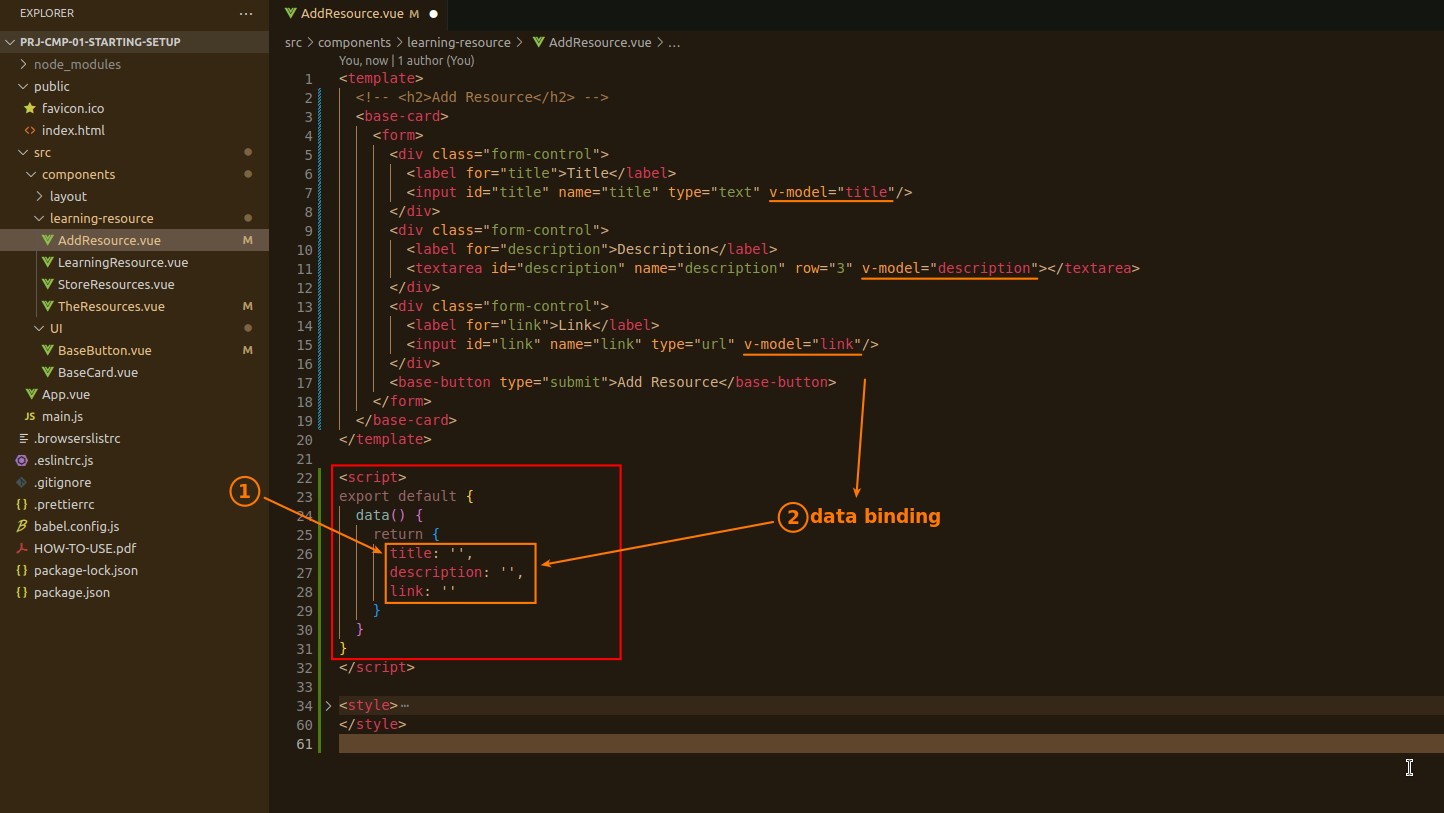 EXPLORER ...
PRJ-CMP-01-STARTING-SETUP
node_modules
public
favicon.ico
index.html
src
components
layout
learning-resource
AddResource.vue M
LearningResource.vue
StoreResources.vue
TheResources.vue M
UI
BaseButton.vue M
BaseCard.vue
App.vue
JS main.js
.browserslistrc
.eslintrc.js
.gitignore
{} .prettierrc
babel.config.js
HOW-TO-USE.pdf
{} package-lock.json
{} package.json
AddResource.vue M ●
src > components > learning-resource > AddResource.vue > ...
You, now | 1 author (You)
1 <template>
2 <!-- <h2>Add Resource</h2> -->
3 <base-card>
4 <form>
5 <div class="form-control">
6 <label for="title">Title</label>
7 <input id="title" name="title" type="text" v-model="title"/>
8 </div>
9 <div class="form-control">
10 <label for="description">Description</label>
11 <textarea id="description" name="description" row="3" v-model="description"></textarea>
12 </div>
13 <div class="form-control">
14 <label for="link">Link</label>
15 <input id="link" name="link" type="url" v-model="link"/>
16 </div>
17 <base-button type="submit">Add Resource</base-button>
18 </form>
19 </base-card>
20 </template>
21
22 <script>
23 export default {
24 data() {
25 return {
26 title: '',
27 description: '',
28 link: ''
29 }
30 }
31 }
32 </script>
33
34 <style>...
60 </style>
61
1
2 data binding